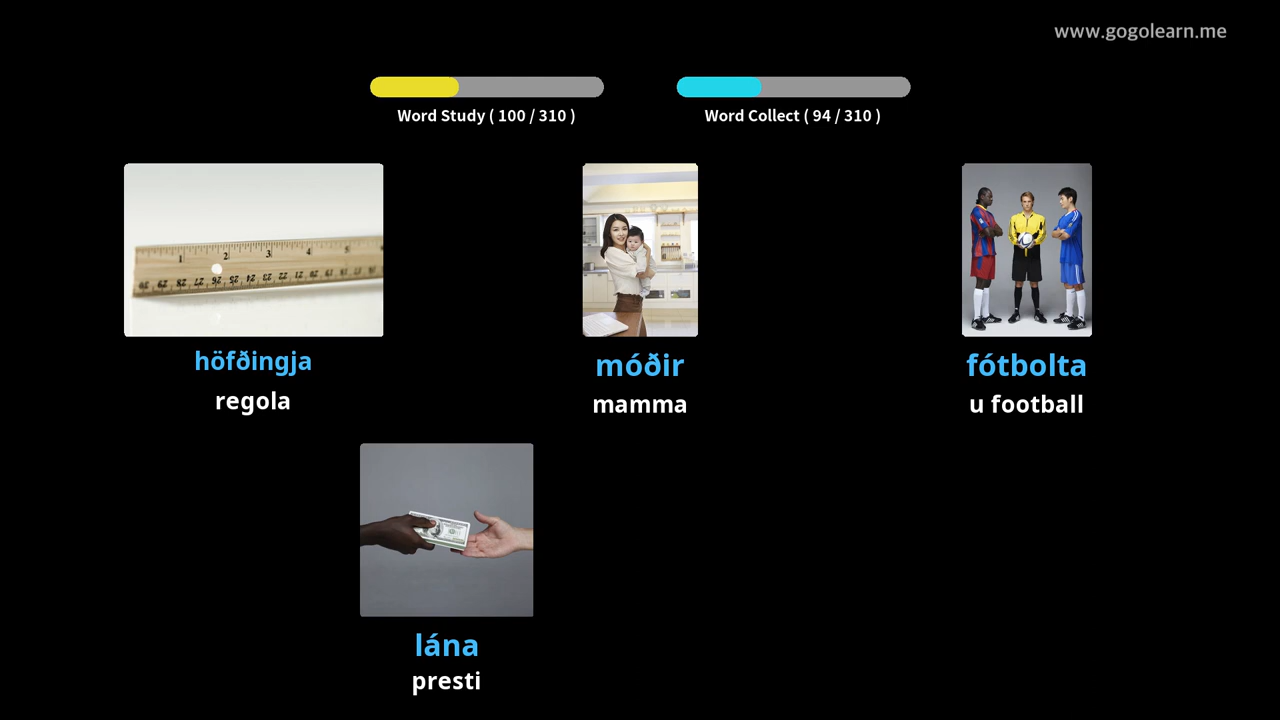 www.gogolearn.me
Word Study ( 100 / 310 )
Word Collect ( 94 / 310 )
höfðingja
regola
móðir
mamma
fótbolta
u football
lána
presti